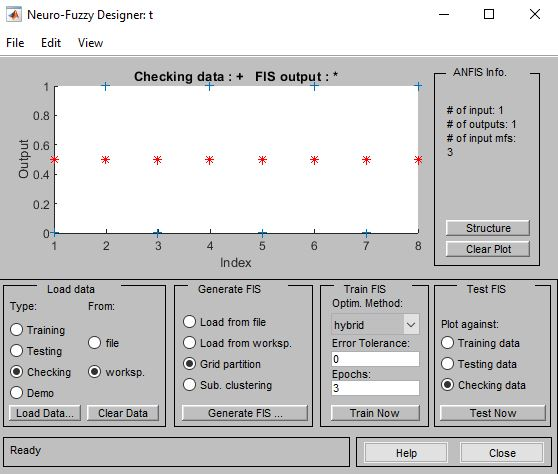 Neuro-Fuzzy Designer: t
File Edit View
Checking data : + FIS output : *
1
0.8
0.6
0.4
0.2
0
Output
1 2 3 4 5 6 7 8
Index
ANFIS Info.
# of input: 1
# of outputs: 1
# of input mfs:
3
Structure
Clear Plot
Load data
Type: From:
Training
Testing
Checking
Demo
file
worksp.
Load Data...
Clear Data
Generate FIS
Load from file
Load from worksp.
Grid partition
Sub. clustering
Generate FIS ...
Train FIS
Optim. Method:
hybrid
Error Tolerance:
0
Epochs:
3
Train Now
Test FIS
Plot against:
Training data
Testing data
Checking data
Test Now
Ready
Help
Close